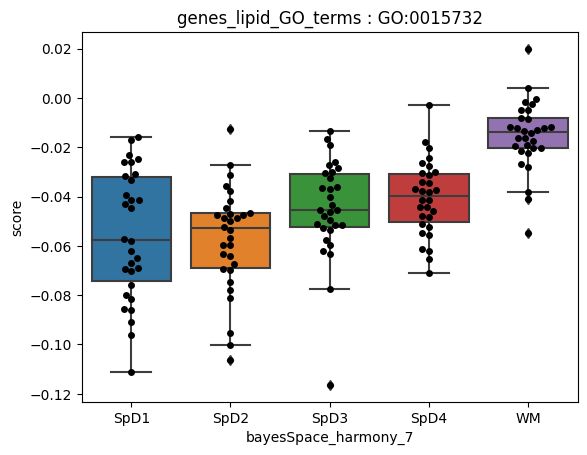 genes_lipid_GO_terms : GO:0015732
score
0.02
0.00
−0.02
−0.04
−0.06
−0.08
−0.10
−0.12
SpD1 SpD2 SpD3 SpD4 WM
bayesSpace_harmony_7